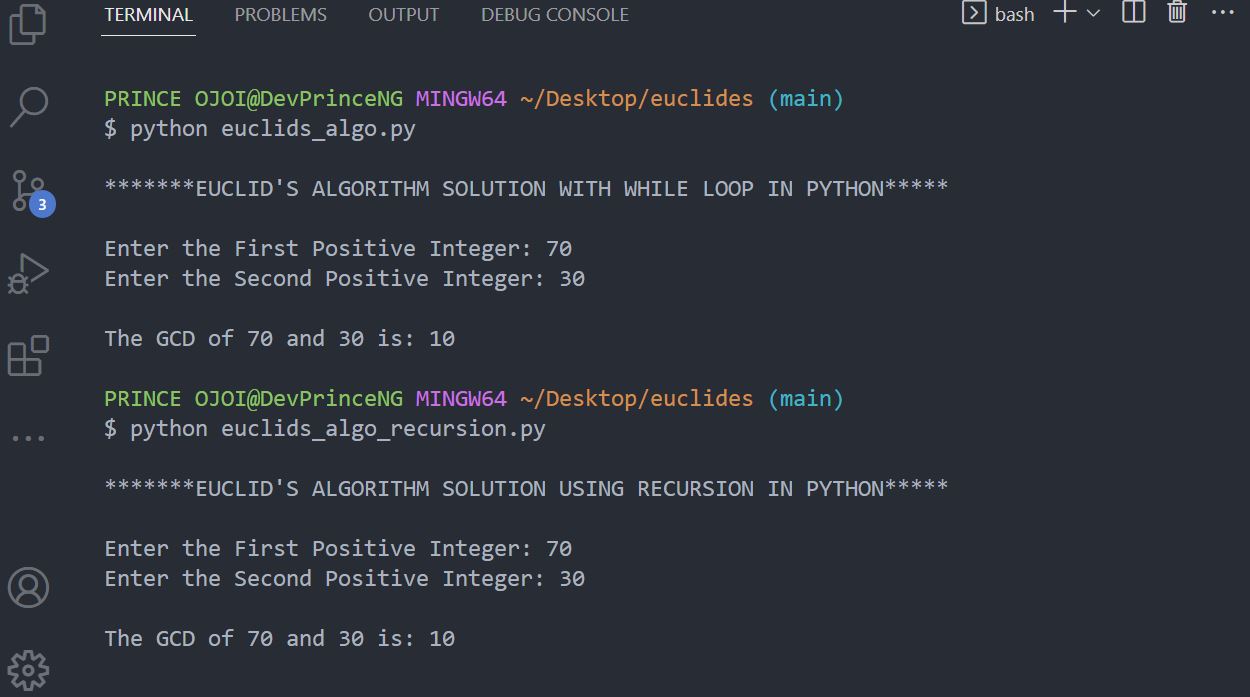 TERMINAL PROBLEMS OUTPUT DEBUG CONSOLE bash
PRINCE OJOI@DevPrinceNG MINGW64 ~/Desktop/euclides (main)
$ python euclids_algo.py
*******EUCLID'S ALGORITHM SOLUTION WITH WHILE LOOP IN PYTHON*****
3
Enter the First Positive Integer: 70
Enter the Second Positive Integer: 30
The GCD of 70 and 30 is: 10
PRINCE OJOI@DevPrinceNG MINGW64 ~/Desktop/euclides (main)
$ python euclids_algo_recursion.py
*******EUCLID'S ALGORITHM SOLUTION USING RECURSION IN PYTHON*****
Enter the First Positive Integer: 70
Enter the Second Positive Integer: 30
The GCD of 70 and 30 is: 10